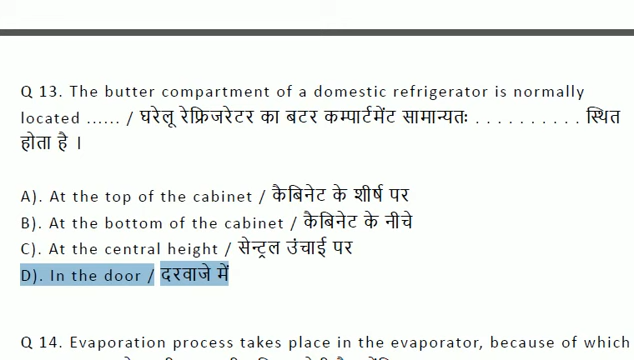 Q 13. The butter compartment of a domestic refrigerator is normally
located ...... / घरेलू रेफ्रिजरेटर का बटर कम्पार्टमेंट सामान्यतः . . . . . . . . . . स्थित
होता है ।
A). At the top of the cabinet / कैबिनेट के शीर्ष पर
B). At the bottom of the cabinet / कैबिनेट के नीचे
C). At the central height / सेन्ट्रल उंचाई पर
D). In the door / दरवाजे में
Q 14. Evaporation process takes place in the evaporator, because of which